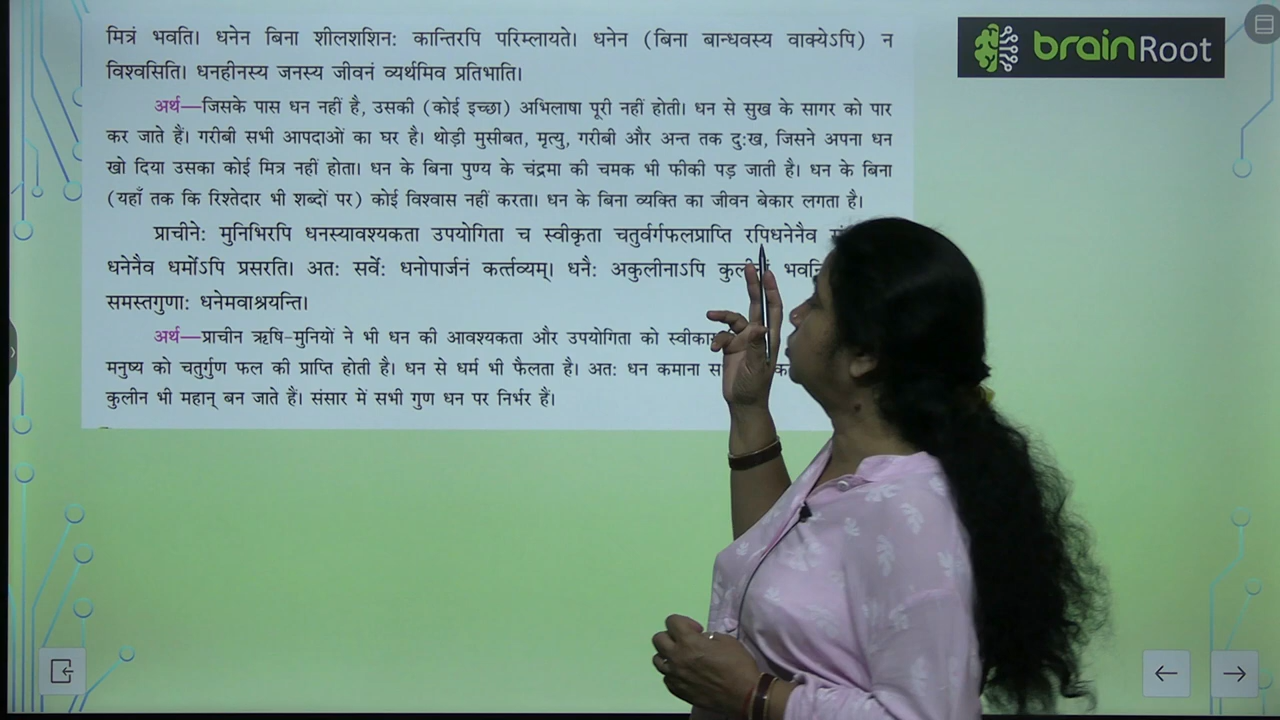 मित्रं भवति। धनेन बिना शीलशशिन: कान्तिरपि परिम्लायते। धनेन (बिना बान्धवस्य वाक्येऽपि) न
विश्वसिति। धनहीनस्य जनस्य जीवनं व्यर्थमिव प्रतिभाति।
अर्थ—जिसके पास धन नहीं है, उसकी (कोई इच्छा) अभिलाषा पूरी नहीं होती। धन से सुख के सागर को पार
कर जाते हैं। गरीबी सभी आपदाओं का घर है। थोड़ी मुसीबत, मृत्यु, गरीबी और अन्त तक दु:ख, जिसने अपना धन
खो दिया उसका कोई मित्र नहीं होता। धन के बिना पुण्य के चंद्रमा की चमक भी फीकी पड़ जाती है। धन के बिना
(यहाँ तक कि रिश्तेदार भी शब्दों पर) कोई विश्वास नहीं करता। धन के बिना व्यक्ति का जीवन बेकार लगता है।
प्राचीने: मुनिभिरपि धनस्यावश्यकता उपयोगिता च स्वीकृता चतुर्वर्गफलप्राप्ति रपिधनेनैव
धनेनैव धर्मोऽपि प्रसरति। अत: सर्वे: धनोपार्जनं कर्त्तव्यम्। धनै: अकुलीनाऽपि
समस्तगुणा: धनेमवाश्रयन्ति।
अर्थ—प्राचीन ऋषि-मुनियों ने भी धन की आवश्यकता और उपयोगिता को
मनुष्य को चतुर्गुण फल की प्राप्ति होती है। धन से धर्म भी फैलता है। अत: धन कमाना
कुलीन भी महान् बन जाते हैं। संसार में सभी गुण धन पर निर्भर हैं।
brainRoot